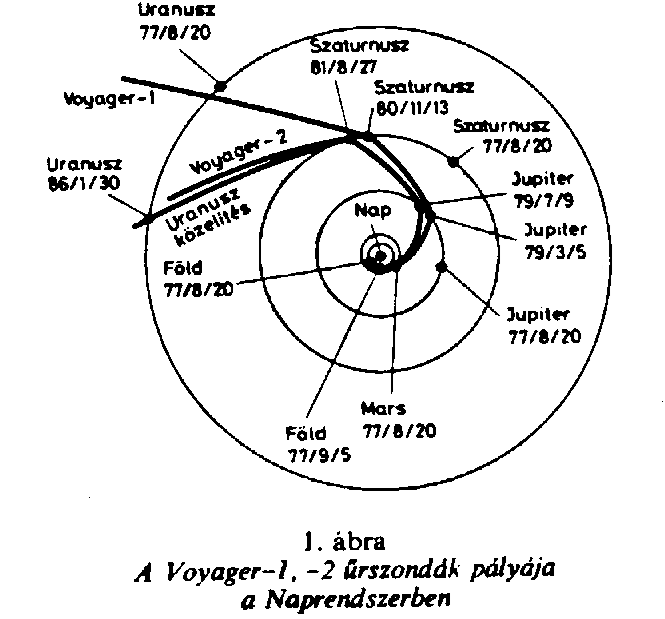 Uranusz
77/8/20
Szaturnusz
81/8/27
Voyager-1
Szaturnusz
80/11/13
Szaturnusz
77/8/20
Voyager-2
Uranusz
86/1/30
Uranusz
közelítés
Jupiter
79/7/9
Nap
Jupiter
79/3/5
Föld
77/8/20
Jupiter
77/8/20
Mars
77/8/20
Föld
77/9/5
1. ábra
A Voyager-1, -2 űrszondák pályája
a Naprendszerben